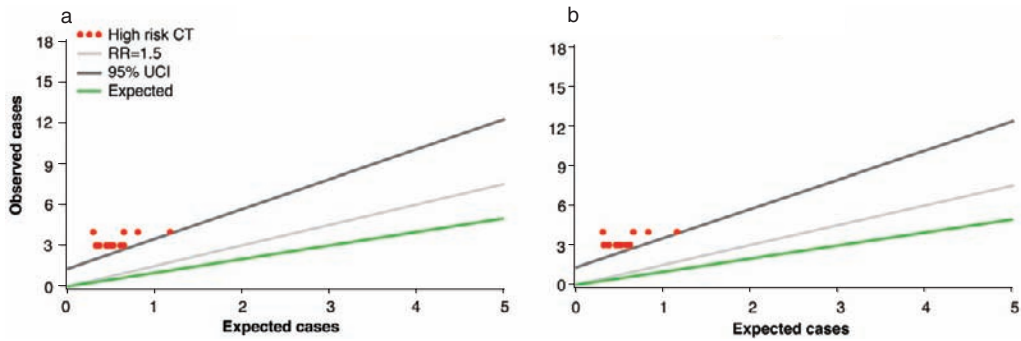 a
High risk CT
RR=1.5
95% UCI
Expected
Observed cases
18
15
12
9
6
3
0
0 1 2 3 4 5
Expected cases
b
18
15
12
9
6
3
0
0 1 2 3 4 5
Expected cases